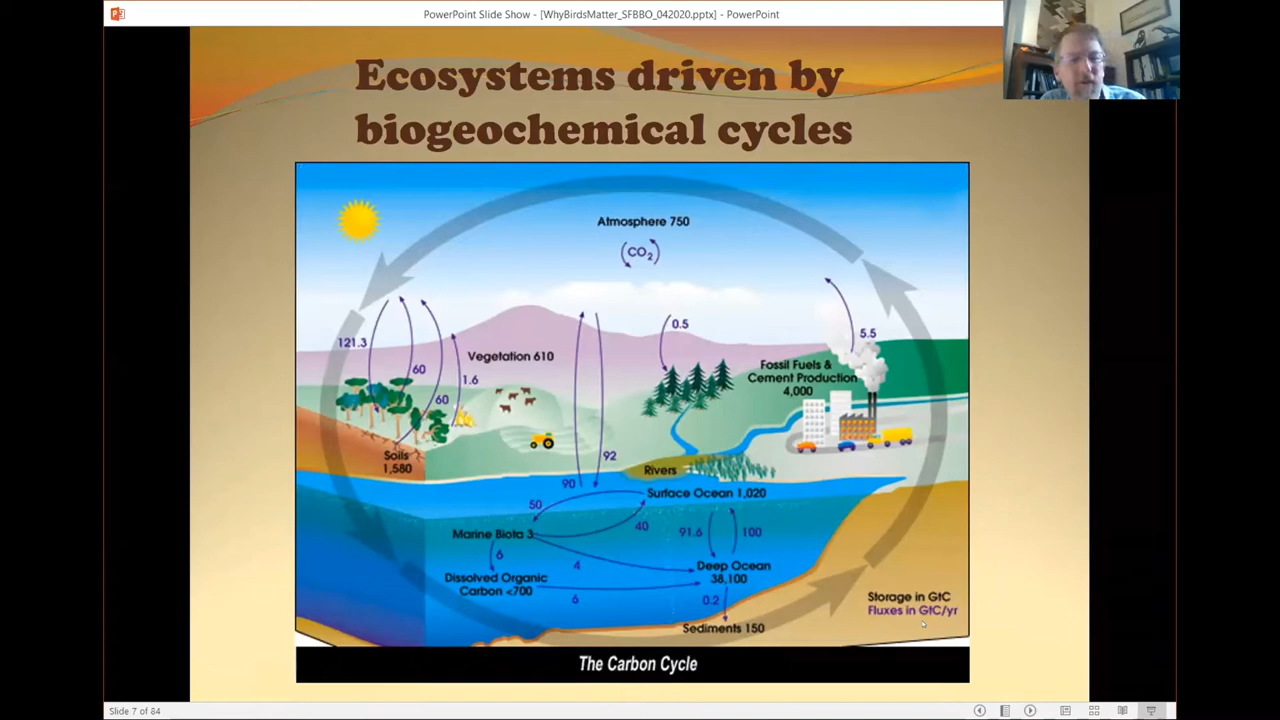 PowerPoint Slide Show - [WhyBirdsMatter_SFBBO_042020.pptx] - PowerPoint
Ecosystems driven by
biogeochemical cycles
Atmosphere 750
(CO₂)
121.3
60
60
1.6
Vegetation 610
0.5
5.5
Fossil Fuels &
Cement Production
4,000
Soils
1,580
90
92
Rivers
Surface Ocean 1,020
50
40
91.6
100
Marine Biota 3
6
4
Deep Ocean
38,100
Dissolved Organic
Carbon <700
6
0.2
Sediments 150
Storage in GtC
Fluxes in GtC/yr
The Carbon Cycle
Slide 7 of 84